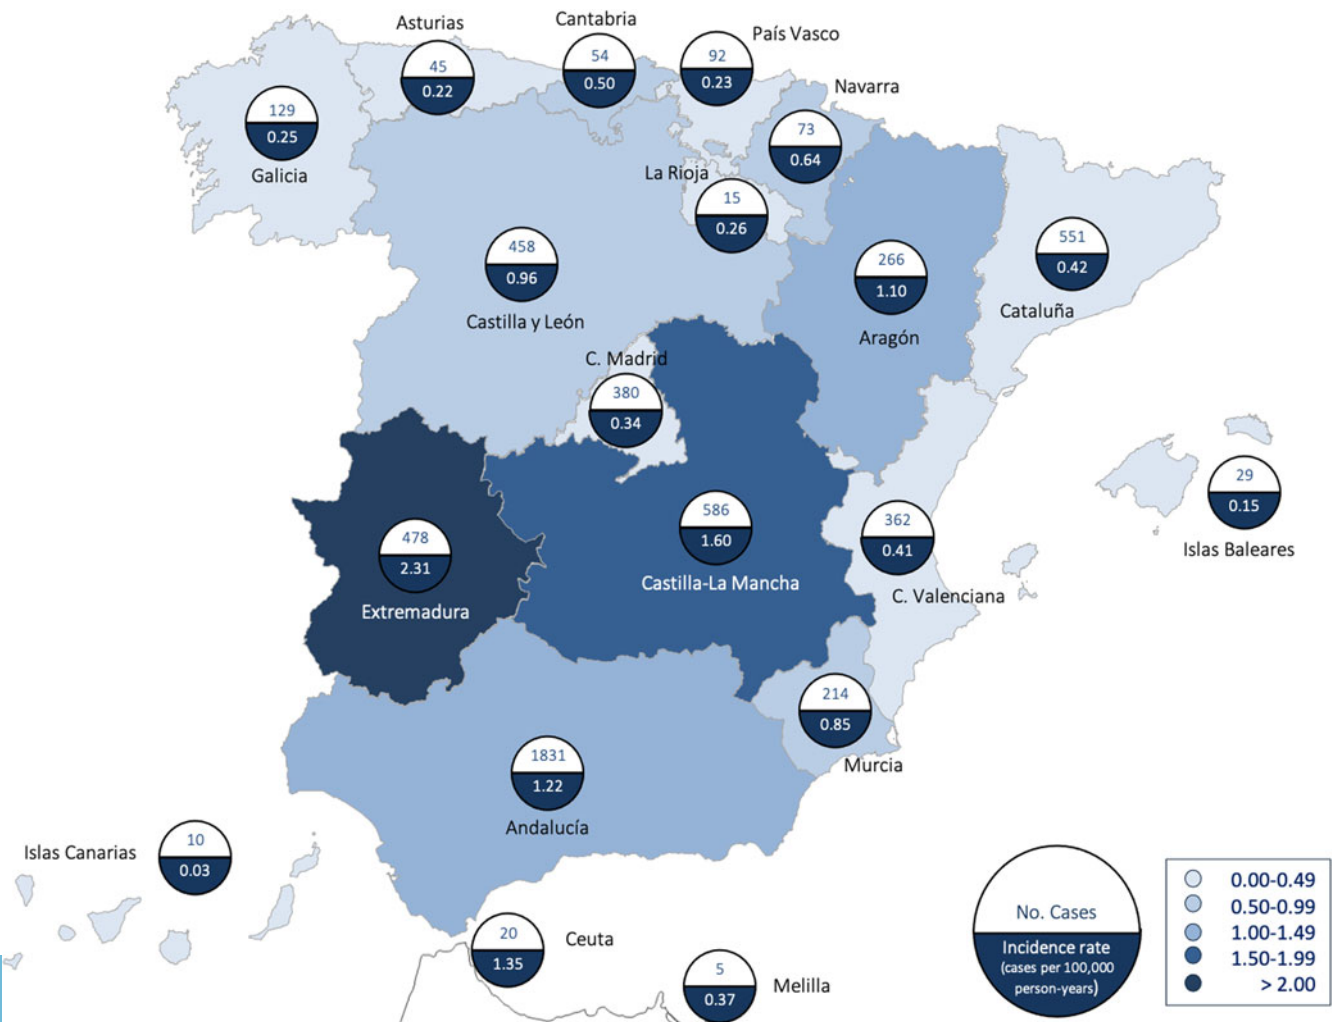 Asturias
45
0.22
Cantabria
54
0.50
País Vasco
92
0.23
Navarra
73
0.64
129
0.25
Galicia
La Rioja
15
0.26
458
0.96
Castilla y León
266
1.10
Aragón
551
0.42
Cataluña
C. Madrid
380
0.34
29
0.15
Islas Baleares
478
2.31
Extremadura
586
1.60
Castilla-La Mancha
362
0.41
C. Valenciana
214
0.85
Murcia
1831
1.22
Andalucía
Islas Canarias
10
0.03
20
1.35
Ceuta
5
0.37
Melilla
No. Cases
Incidence rate
(cases per 100,000
person-years)
0.00-0.49
0.50-0.99
1.00-1.49
1.50-1.99
> 2.00